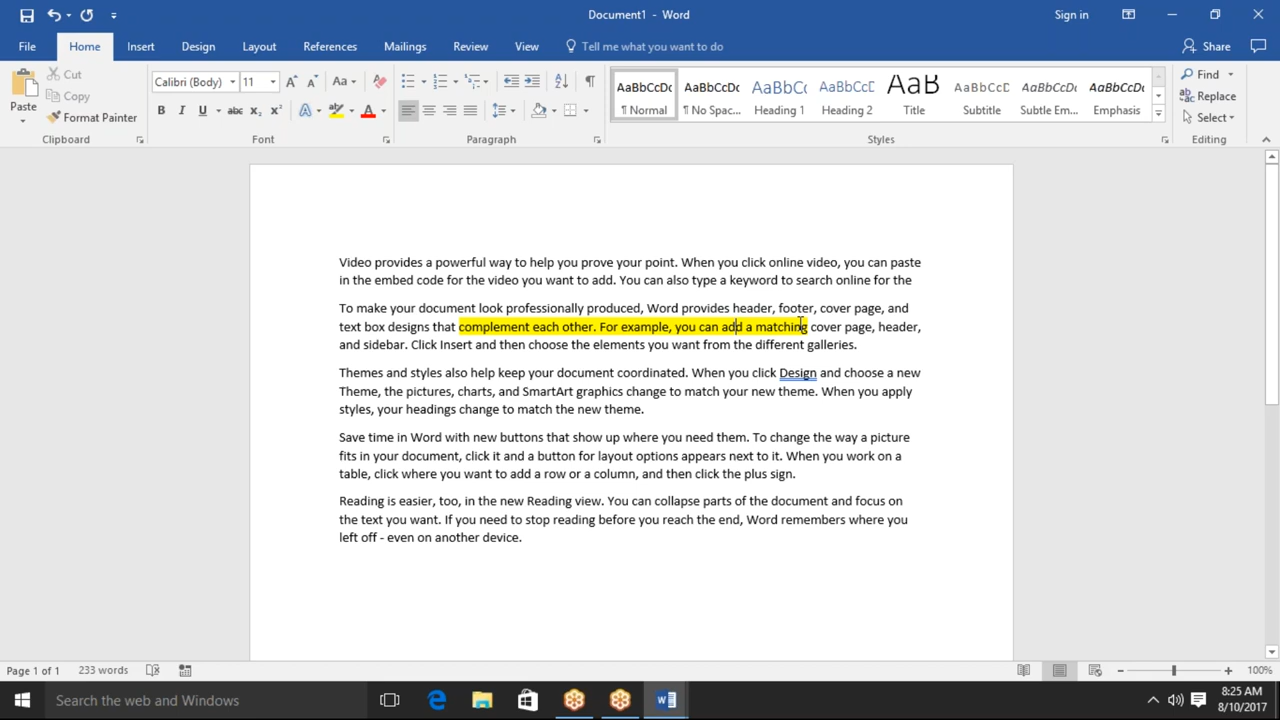 Document1 - Word
Sign in
File Home Insert Design Layout References Mailings Review View Tell me what you want to do Share
Paste
Cut
Copy
Format Painter
Clipboard
Calibri (Body) 11
Aa
B I U abc x₂ x² A A
Font
Paragraph
AaBbCcDc AaBbCcDc AaBbCc AaBbCcD AaB AaBbCcD AaBbCcDc AaBbCcDc
¶ Normal ¶ No Spac... Heading 1 Heading 2 Title Subtitle Subtle Em... Emphasis
Styles
Find
Replace
Select
Editing
Video provides a powerful way to help you prove your point. When you click online video, you can paste
in the embed code for the video you want to add. You can also type a keyword to search online for the
To make your document look professionally produced, Word provides header, footer, cover page, and
text box designs that complement each other. For example, you can add a matching cover page, header,
and sidebar. Click Insert and then choose the elements you want from the different galleries.
Themes and styles also help keep your document coordinated. When you click Design and choose a new
Theme, the pictures, charts, and SmartArt graphics change to match your new theme. When you apply
styles, your headings change to match the new theme.
Save time in Word with new buttons that show up where you need them. To change the way a picture
fits in your document, click it and a button for layout options appears next to it. When you work on a
table, click where you want to add a row or a column, and then click the plus sign.
Reading is easier, too, in the new Reading view. You can collapse parts of the document and focus on
the text you want. If you need to stop reading before you reach the end, Word remembers where you
left off - even on another device.
Page 1 of 1 233 words 100%
Search the web and Windows
8:25 AM
8/10/2017